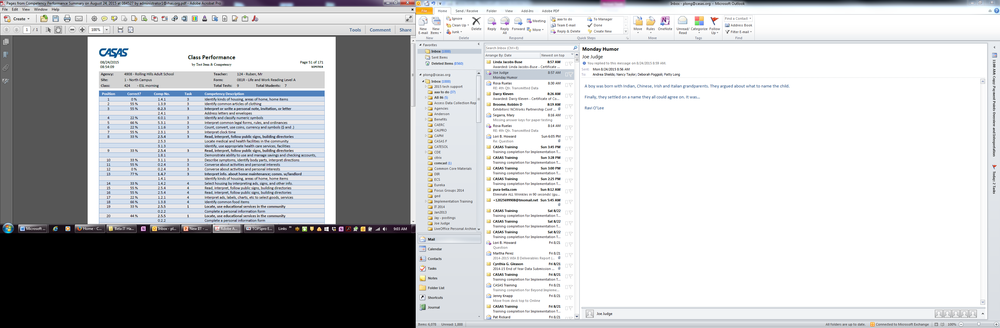 Pages from Competency Performance Summary on August 24, 2015 at 084527 by administrator1@rhas.org.pdf - Adobe Acrobat Pro
File Edit View Window Help
Create
1 / 1 100% Tools Comment Share
CASAS
08/24/2015
08:54:09
Class Performance
by Test Item & Competency
Page 51 of 171
SCPSTIC4
Agency: 4908 - Rolling Hills Adult School Teacher: 124 - Ruben, Mr
Site: 1 - North Campus Form: 081R - Life and Work Reading Level A
Class: 424 - ESL morning Total Tests: 9 Total Students: 7
Position Correct? Comp No. Task Competency Description
1 0 % 1.4.1 3 Identify kinds of housing, areas of home, home items
2 55 % 1.3.9 3 Identify common articles of clothing
3 55 % 0.2.3 3 Interpret or write a personal note, invitation, or letter
2.4.1 Address letters and envelopes
4 22 % 6.0.1 3 Identify and classify numeric symbols
5 66 % 5.3.1 3 Interpret common legal forms, rules, and ordinances
6 22 % 1.1.6 3 Count, convert, use coins, currency and symbols ($ and .)
7 55 % 2.3.1 3 Interpret clock time
8 33 % 2.5.4 3 Read, interpret, follow public signs, building directories
2.5.3 Locate medical and health facilities in the community
3.1.3 Identify, use appropriate health care services, facilities
9 33 % 2.5.4 3 Read, interpret, follow public signs, building directories
1.8.1 Demonstrate ability to use and manage savings and checking accounts,
10 33 % 3.1.1 3 Describe symptoms, identify body parts, interpret directions
11 55 % 0.2.4 3 Converse about activities and personal interests
12 0 % 0.2.4 3 Converse about activities and personal interests
13 77 % 1.4.7 3 Interpret info. about home maintenance; comm. w/landlord
1.4.1 Identify kinds of housing, areas of home, home items
14 33 % 1.4.2 4 Select housing by interpreting ads, signs, and other info.
15 55 % 2.5.4 4 Read, interpret, follow public signs, building directories
16 55 % 2.5.4 4 Read, interpret, follow public signs, building directories
17 22 % 1.2.1 4 Interpret ads, labels, charts, etc to select goods, services
18 66 % 1.3.8 4 Identify common food items
19 33 % 2.5.5 1 Locate, use educational services in the community
0.2.2 Complete a personal information form
20 44 % 2.5.5 1 Locate, use educational services in the community
0.2.2 Complete a personal information form
Microsoft ... Home - C... Beta IT Ha... Inbox - pl... New IIT - ... Adobe A... TOPSpro E... Links » 9:03 AM
Inbox - plong@casas.org - Microsoft Outlook
File Home Send / Receive Folder View Add-Ins Adobe PDF
New E-mail
New Items
New
Ignore
Clean Up
Junk
Delete
Delete
Reply
Reply All
Forward
Meeting
More
Respond
aaa to do
Team E-mail
Reply & Delete
To Manager
Done
Create New
Quick Steps
Move
Rules
OneNote
Move
Unread/ Read
Categorize
Follow Up
Tags
Find a Contact
Address Book
Filter E-mail
Find
Favorites
Inbox (1888)
Sent Items
Deleted Items (8560)
plong@casas.org
Inbox (1888)
2015 tech support
aaa to do (37)
AB 86 (5)
Access Data Collection Rep
Agencies
Anderson
Benefits
CAERC
CALPRO
CAPM
CASAS F
CATESOL
CDE
citrix
comcast (1)
Common Core Materials
DIR
ECS
Eureka
Focus Groups 2014
ged
Implementation Training
IT 2014
Jan2013
Jay - postings
Joe Judge
LiveOffice Personal Archive
Mail
Calendar
Contacts
Tasks
Notes
Folder List
Shortcuts
Journal
Search Inbox (Ctrl+E)
Arrange By: Date Newest on top
Linda Jacobs-Buse 8:57 AM
Awarded: Linda Jacobs-Buse - Certificate ...
Joe Judge 8:57 AM
Monday Humor
Rosa Ruelas 8:30 AM
RE: 4th Qtr. Transmitted Data
Darcy Kleven 8:26 AM
Awarded: Darcy Kleven - Certificate of Co...
Broome, Robbin D 8:19 AM
Exhibitors! NCWorks Partnership Conf ...
Segarra, Mary 8:16 AM
Missing answer keys for paper testing
Rosa Ruelas 8:14 AM
RE: 4th Qtr. Transmitted Data
Lori B. Howard Sun 6:05 PM
Re: Question
CASAS Training Sun 3:45 PM
Training completion for Implementation T...
CASAS Training Sun 3:28 PM
Training completion for Implementation T...
CASAS Training Sun 3:00 PM
Training completion for Implementation T...
CASAS Training Sun 2:25 PM
Training completion for Implementation T...
pura-bella.com Sun 8:12 AM
Eliminate ALL Wrinkles in 90 seconds! (gu...
+12025699908@tmomail.net Sun 5:45 AM
CASAS Training Sat 8/22
Training completion for Implementation T...
CASAS Training Sat 8/22
Training completion for Implementation T...
CASAS Training Sat 8/22
Training completion for Implementation T...
Lori B. Howard Fri 8/21
Question
Martha Perez Fri 8/21
2014-2015 WIA II Deliverables Report (...
Cynthia G. Gleason Fri 8/21
2014-15 End of Year Data Submission ...
CASAS Training Fri 8/21
Training completion for Implementation T...
CASAS Training Fri 8/21
Training completion for Beyond Impleme...
Jenny Knapp Fri 8/21
Move from desk top to Online
CASAS Training Fri 8/21
Training completion for Implementation T...
Pat Rickard Fri 8/21
Monday Humor
Joe Judge
You replied to this message on 8/24/2015 8:59 AM.
Sent: Mon 8/24/2015 8:56 AM
To: Andrea Shields; Nancy Taylor; Deborah Poggioli; Patty Long
A boy was born with Indian, Chinese, Irish and Italian grandparents. They argued about what to name the child.
Finally, they settled on a name they all could agree on. It was...
Ravi O'Lee
Joe Judge
11:00 AM: Copy: Payment Points Overview and Interpretation
Today: 2 Tasks
Items: 6,078 Unread: 1,888 All folders are up to date. Connected to Microsoft Exchange 100%